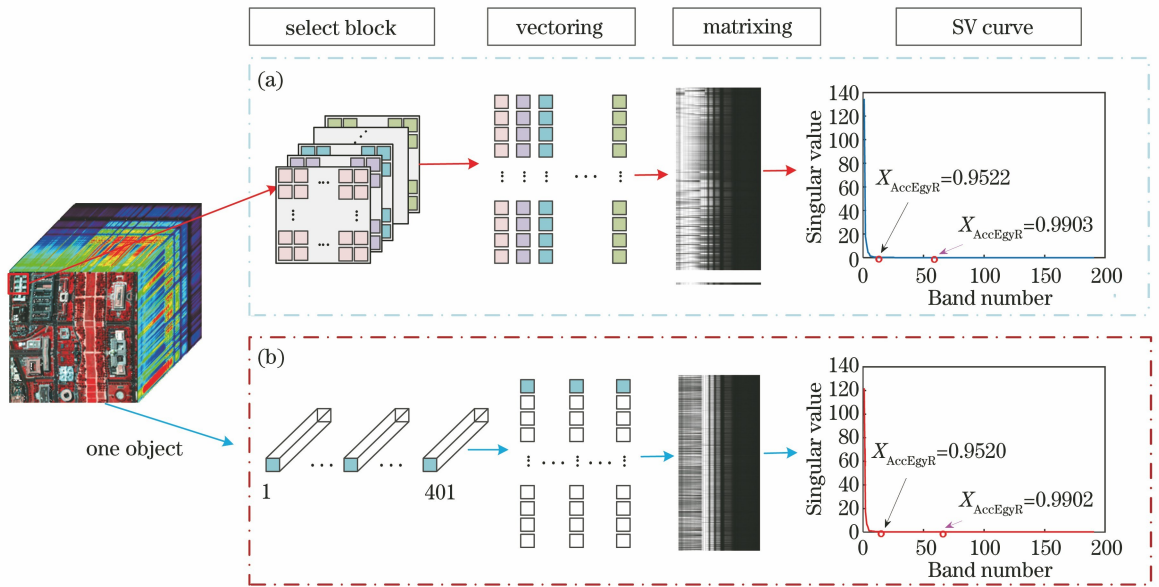 select block
vectoring
matrixing
SV curve
(a)
Singular value
140
120
100
80
60
40
20
0
X_AccEgyR=0.9522
X_AccEgyR=0.9903
0 50 100 150 200
Band number
one object
(b)
1
401
Singular value
140
120
100
80
60
40
20
0
X_AccEgyR=0.9520
X_AccEgyR=0.9902
0 50 100 150 200
Band number